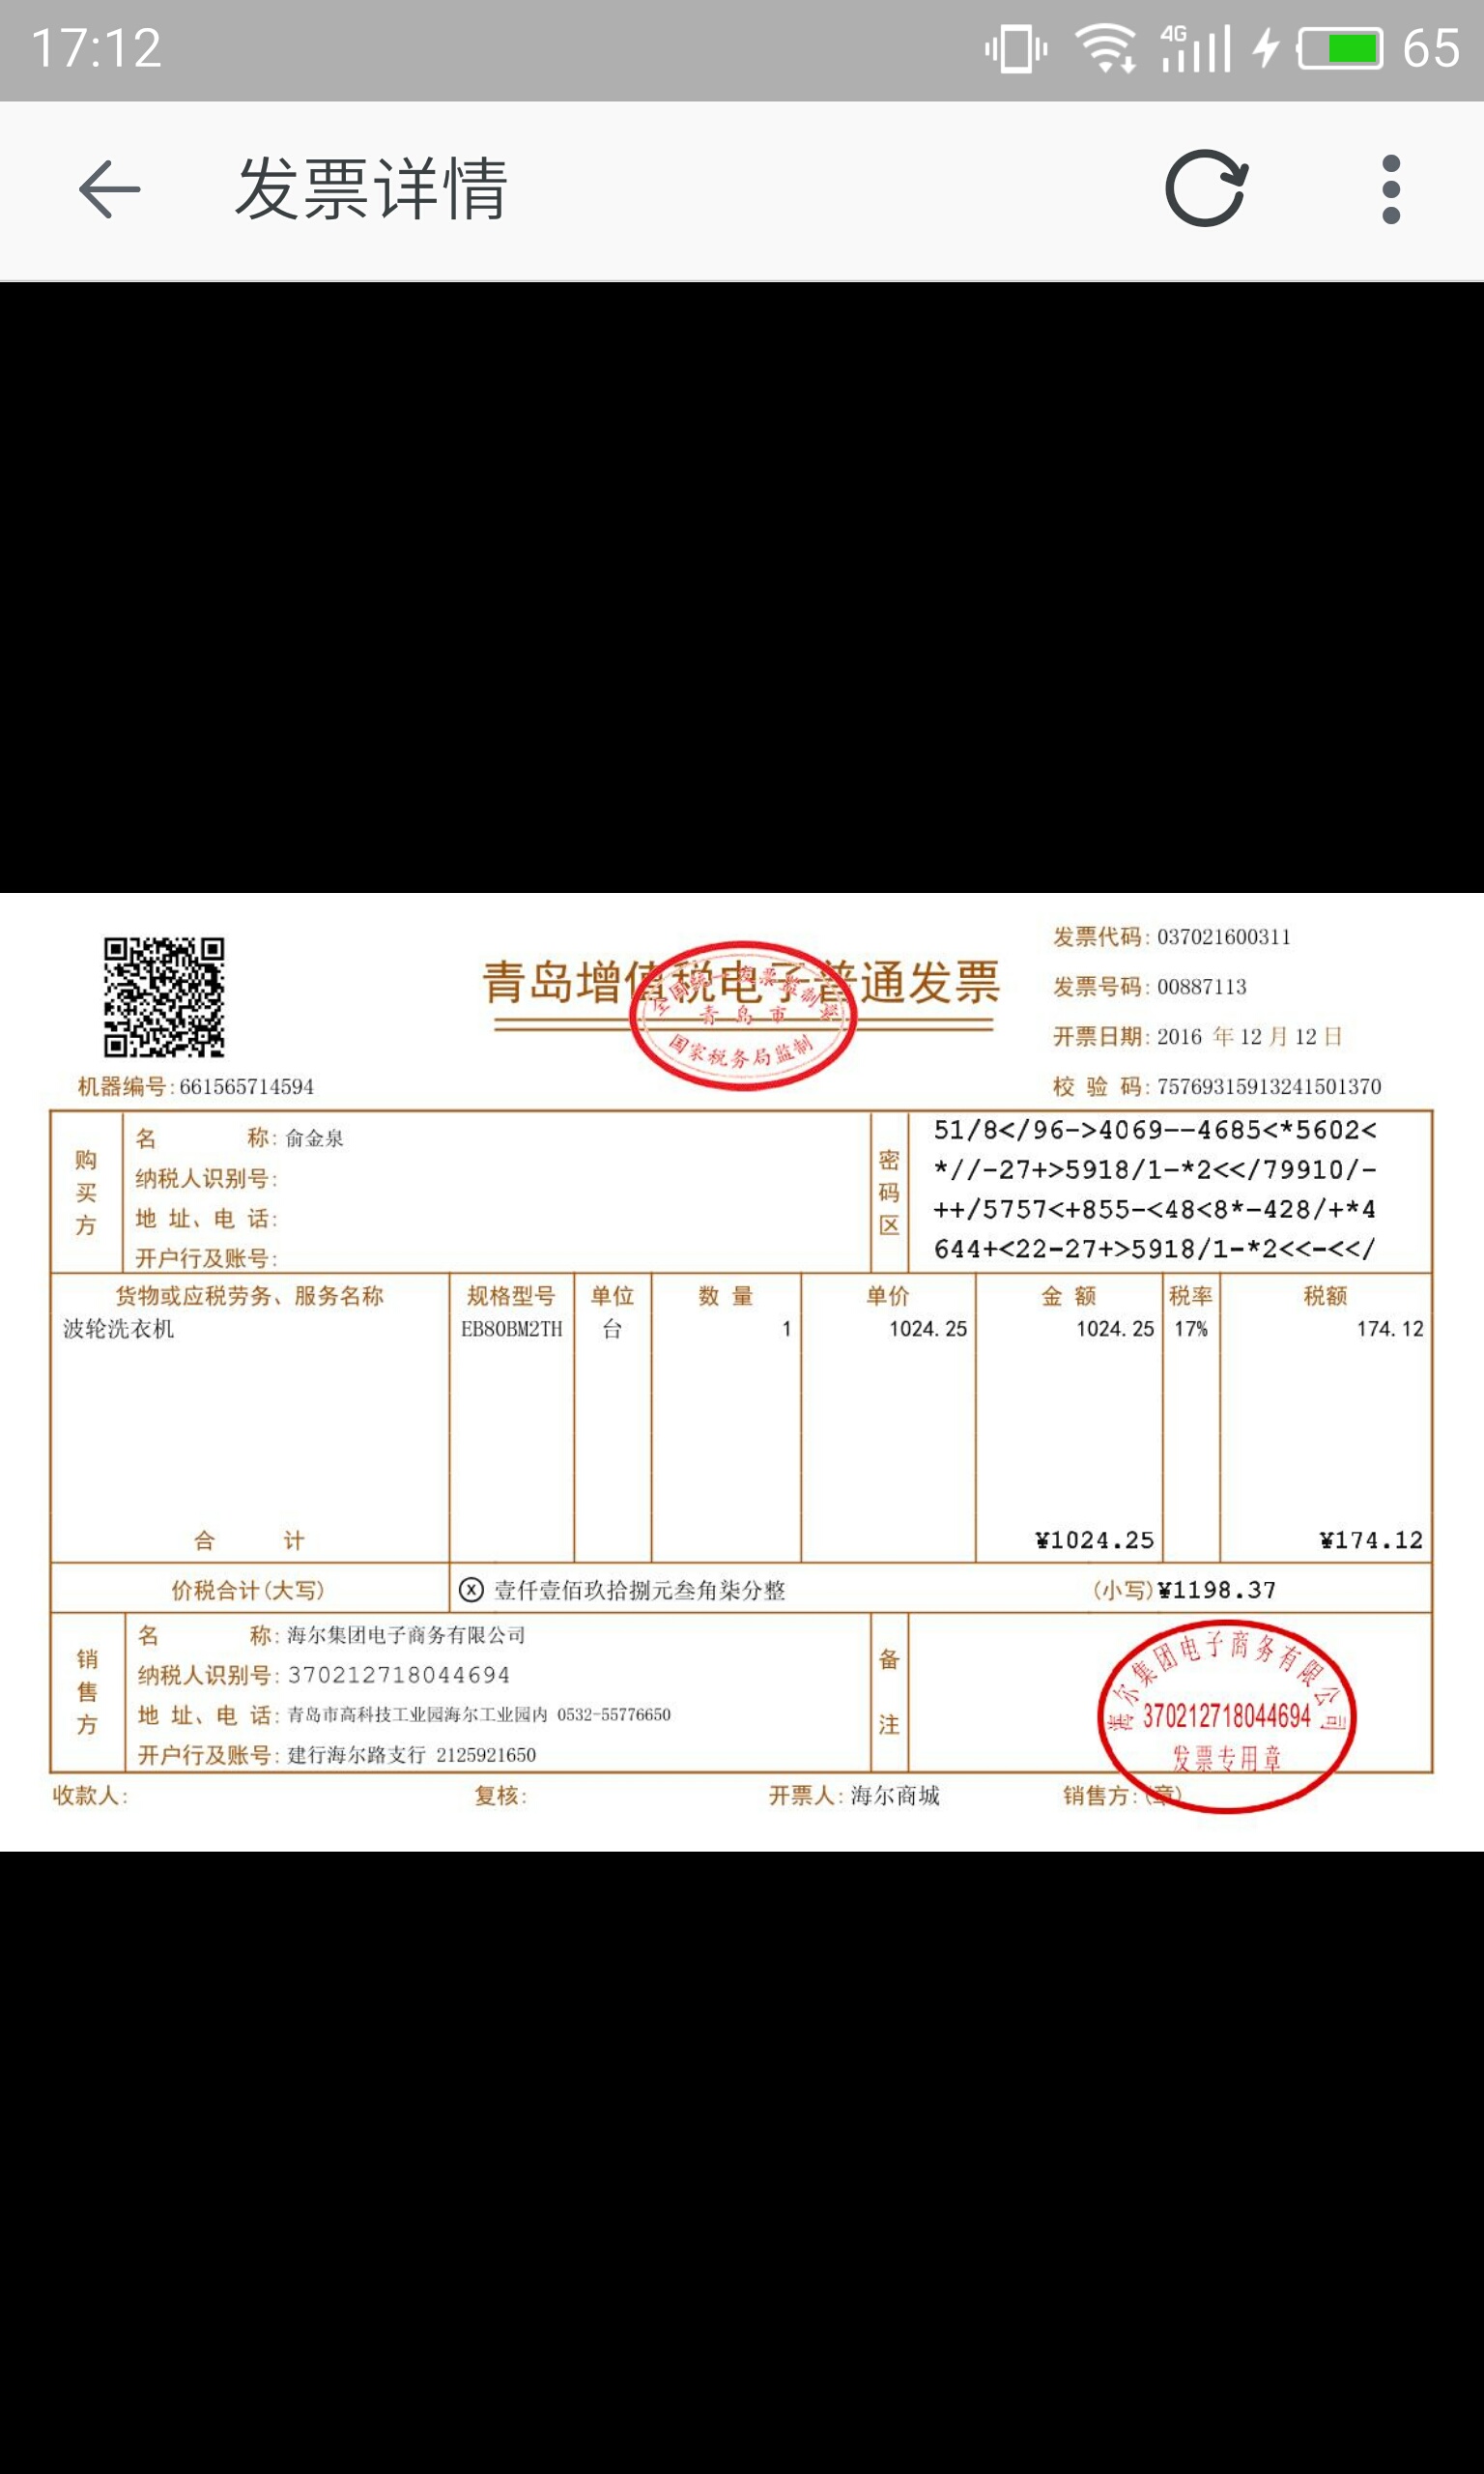 17:12
4G
65
发票详情
青岛增值税电子普通发票
全国统一发票监制章
青岛市
国家税务局监制
机器编号:661565714594
发票代码:037021600311
发票号码:00887113
开票日期:2016 年 12 月 12 日
校 验 码:75769315913241501370
购买方
名 称:俞金泉
纳税人识别号:
地 址、电 话:
开户行及账号:
密码区
51/8</96->4069--4685<*5602<
*//-27+>5918/1-*2<</79910/-
++/5757<+855-<48<8*-428/+*4
644+<22-27+>5918/1-*2<<-<</
货物或应税劳务、服务名称 规格型号 单位 数 量 单价 金 额 税率 税额
波轮洗衣机 EB80BM2TH 台 1 1024.25 1024.25 17% 174.12
合 计 ¥1024.25 ¥174.12
价税合计(大写) ⓧ 壹仟壹佰玖拾捌元叁角柒分整 (小写)¥1198.37
销售方
名 称:海尔集团电子商务有限公司
纳税人识别号:370212718044694
地 址、电 话:青岛市高科技工业园海尔工业园内 0532-55776650
开户行及账号:建行海尔路支行 2125921650
备注
海尔集团电子商务有限公司
370212718044694
发票专用章
收款人: 复核: 开票人:海尔商城 销售方:(章)